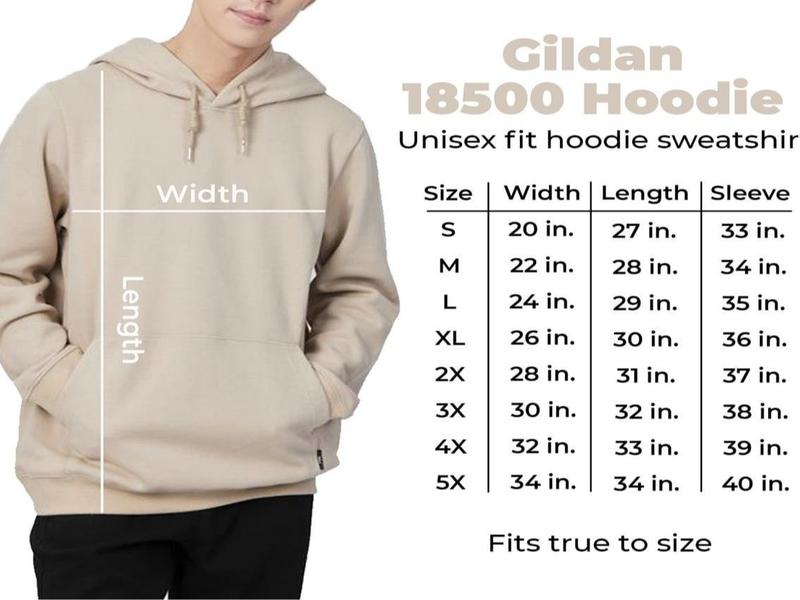 Gildan
18500 Hoodie
Unisex fit hoodie sweatshir
Width
Length
Size Width Length Sleeve
S 20 in. 27 in. 33 in.
M 22 in. 28 in. 34 in.
L 24 in. 29 in. 35 in.
XL 26 in. 30 in. 36 in.
2X 28 in. 31 in. 37 in.
3X 30 in. 32 in. 38 in.
4X 32 in. 33 in. 39 in.
5X 34 in. 34 in. 40 in.
Fits true to size